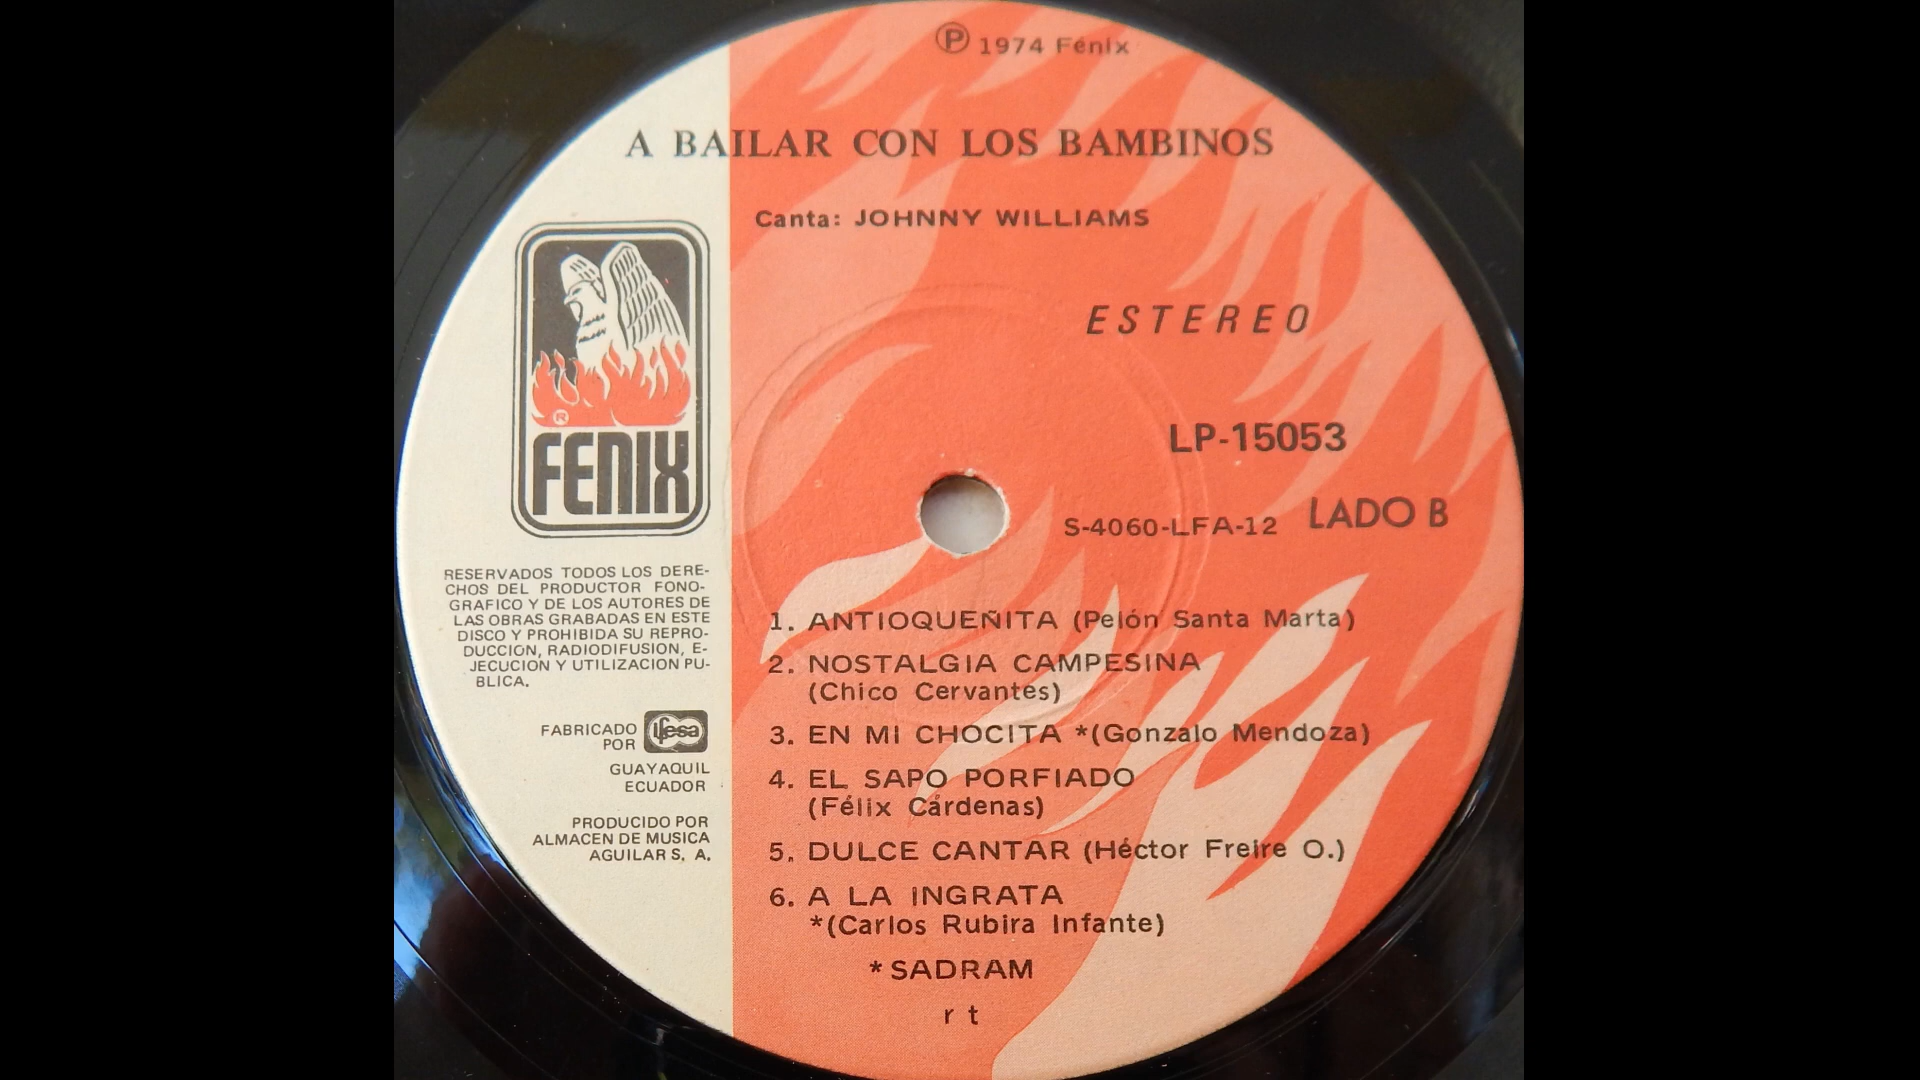 Ⓟ 1974 Fénix
A BAILAR CON LOS BAMBINOS
Canta: JOHNNY WILLIAMS
ESTEREO
LP-15053
S-4060-LFA-12 LADO B
®
FENIX
RESERVADOS TODOS LOS DERE-
CHOS DEL PRODUCTOR FONO-
GRAFICO Y DE LOS AUTORES DE
LAS OBRAS GRABADAS EN ESTE
DISCO Y PROHIBIDA SU REPRO-
DUCCION, RADIODIFUSION, E-
JECUCION Y UTILIZACION PU-
BLICA.
FABRICADO
POR
lfesa
GUAYAQUIL
ECUADOR
PRODUCIDO POR
ALMACEN DE MUSICA
AGUILAR S. A.
1. ANTIOQUEÑITA (Pelón Santa Marta)
2. NOSTALGIA CAMPESINA
(Chico Cervantes)
3. EN MI CHOCITA *(Gonzalo Mendoza)
4. EL SAPO PORFIADO
(Félix Cárdenas)
5. DULCE CANTAR (Héctor Freire O.)
6. A LA INGRATA
*(Carlos Rubira Infante)
*SADRAM
r t